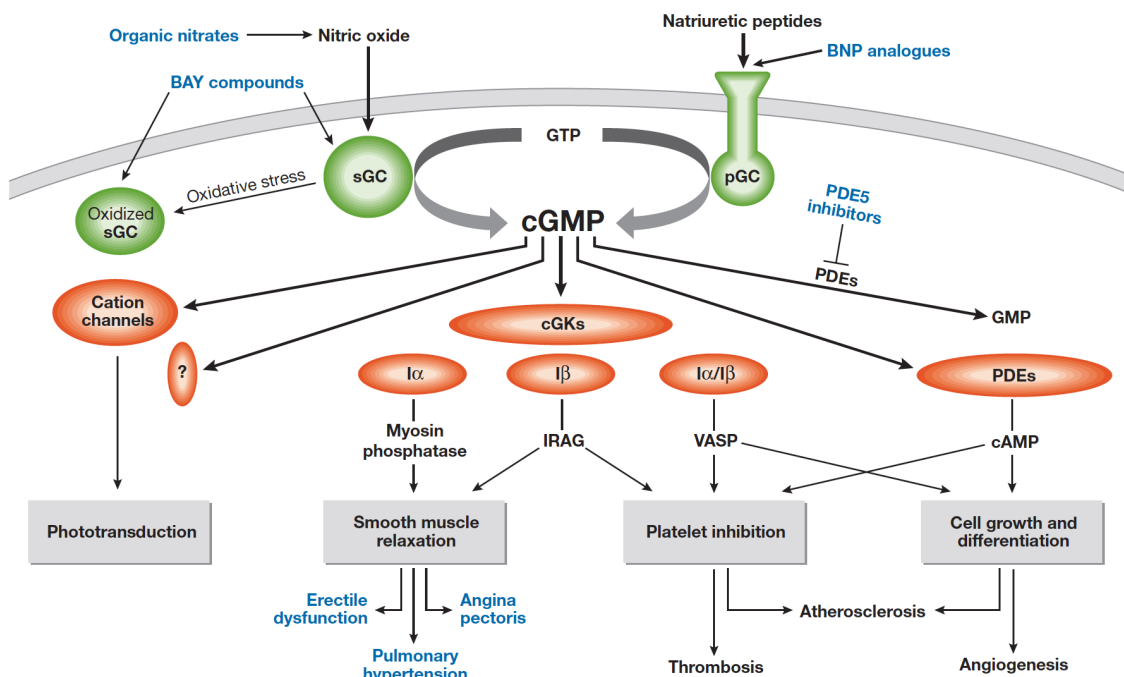 Organic nitrates
Nitric oxide
Natriuretic peptides
BNP analogues
BAY compounds
GTP
sGC
pGC
Oxidative stress
PDE5
inhibitors
Oxidized
sGC
cGMP
PDEs
Cation
channels
cGKs
GMP
?
Iα
Iβ
Iα/Iβ
PDEs
Myosin
phosphatase
IRAG
VASP
cAMP
Phototransduction
Smooth muscle
relaxation
Platelet inhibition
Cell growth and
differentiation
Erectile
dysfunction
Angina
pectoris
Atherosclerosis
Pulmonary
hypertension
Thrombosis
Angiogenesis